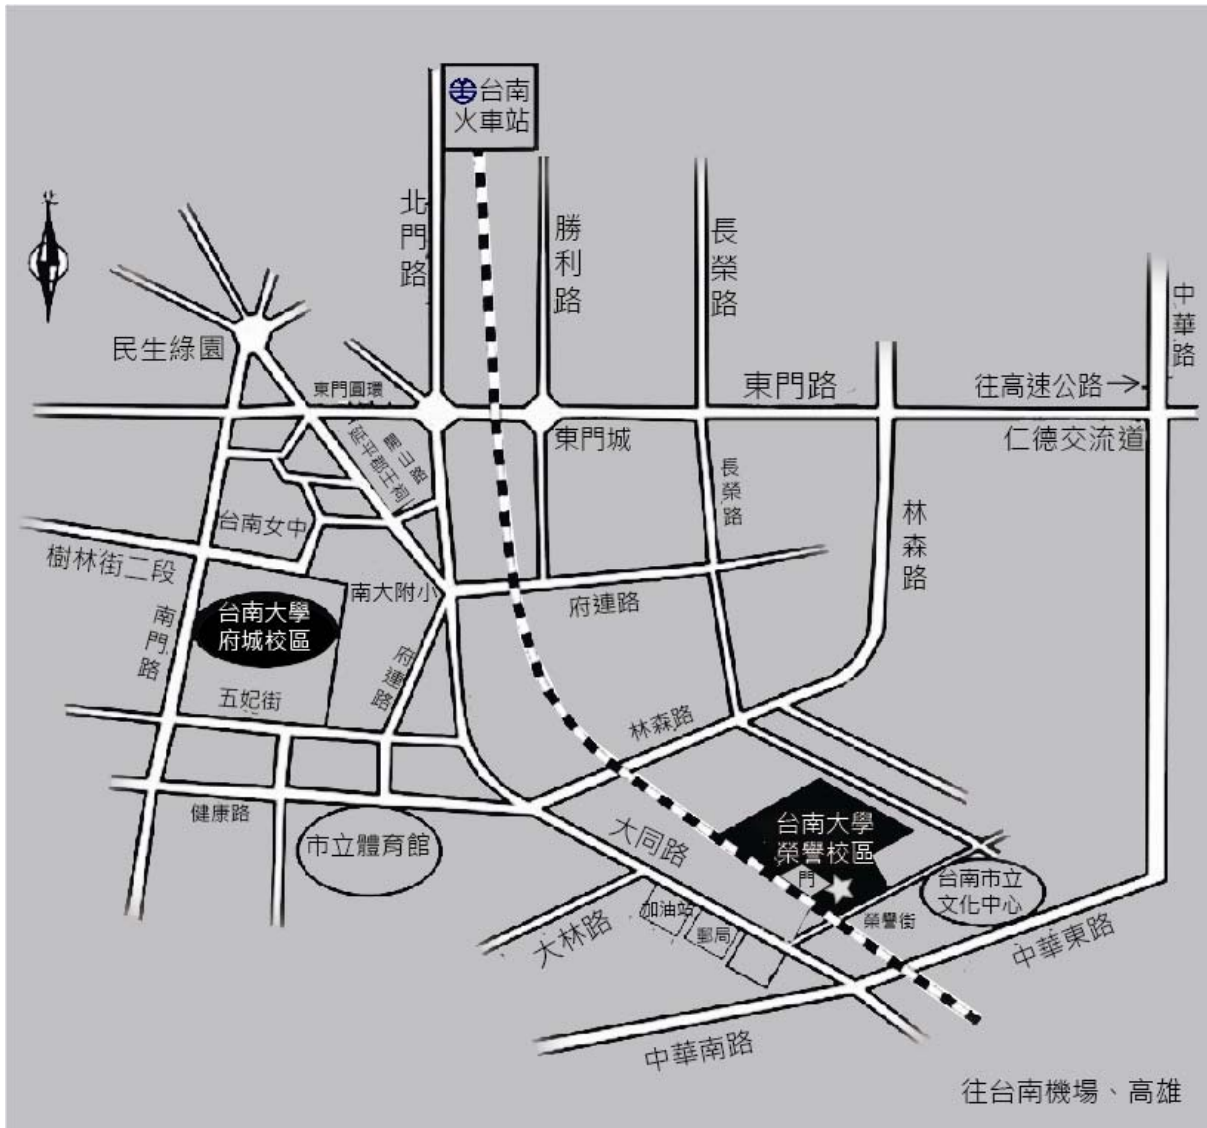 北
台南
火車站
北門路
勝利路
長榮路
中華路
民生綠園
東門圓環
東門路
往高速公路
仁德交流道
東門城
開山路
延平郡王祠
長榮路
林森路
台南女中
樹林街二段
南大附小
府連路
台南大學
府城校區
南門路
府連路
五妃街
林森路
健康路
市立體育館
大同路
台南大學
榮譽校區
門
台南市立
文化中心
加油站
榮譽街
郵局
大林路
中華東路
中華南路
往台南機場、高雄